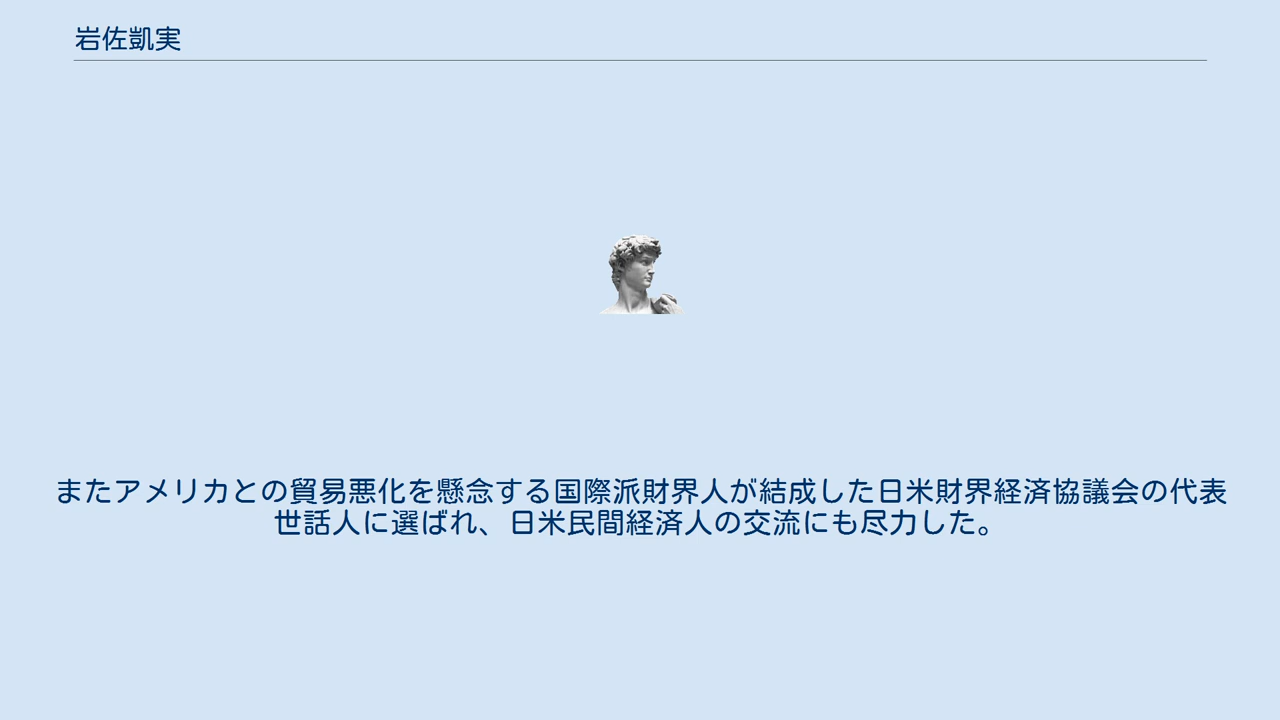 岩佐凱実
またアメリカとの貿易悪化を懸念する国際派財界人が結成した日米財界経済協議会の代表
世話人に選ばれ、日米民間経済人の交流にも尽力した。